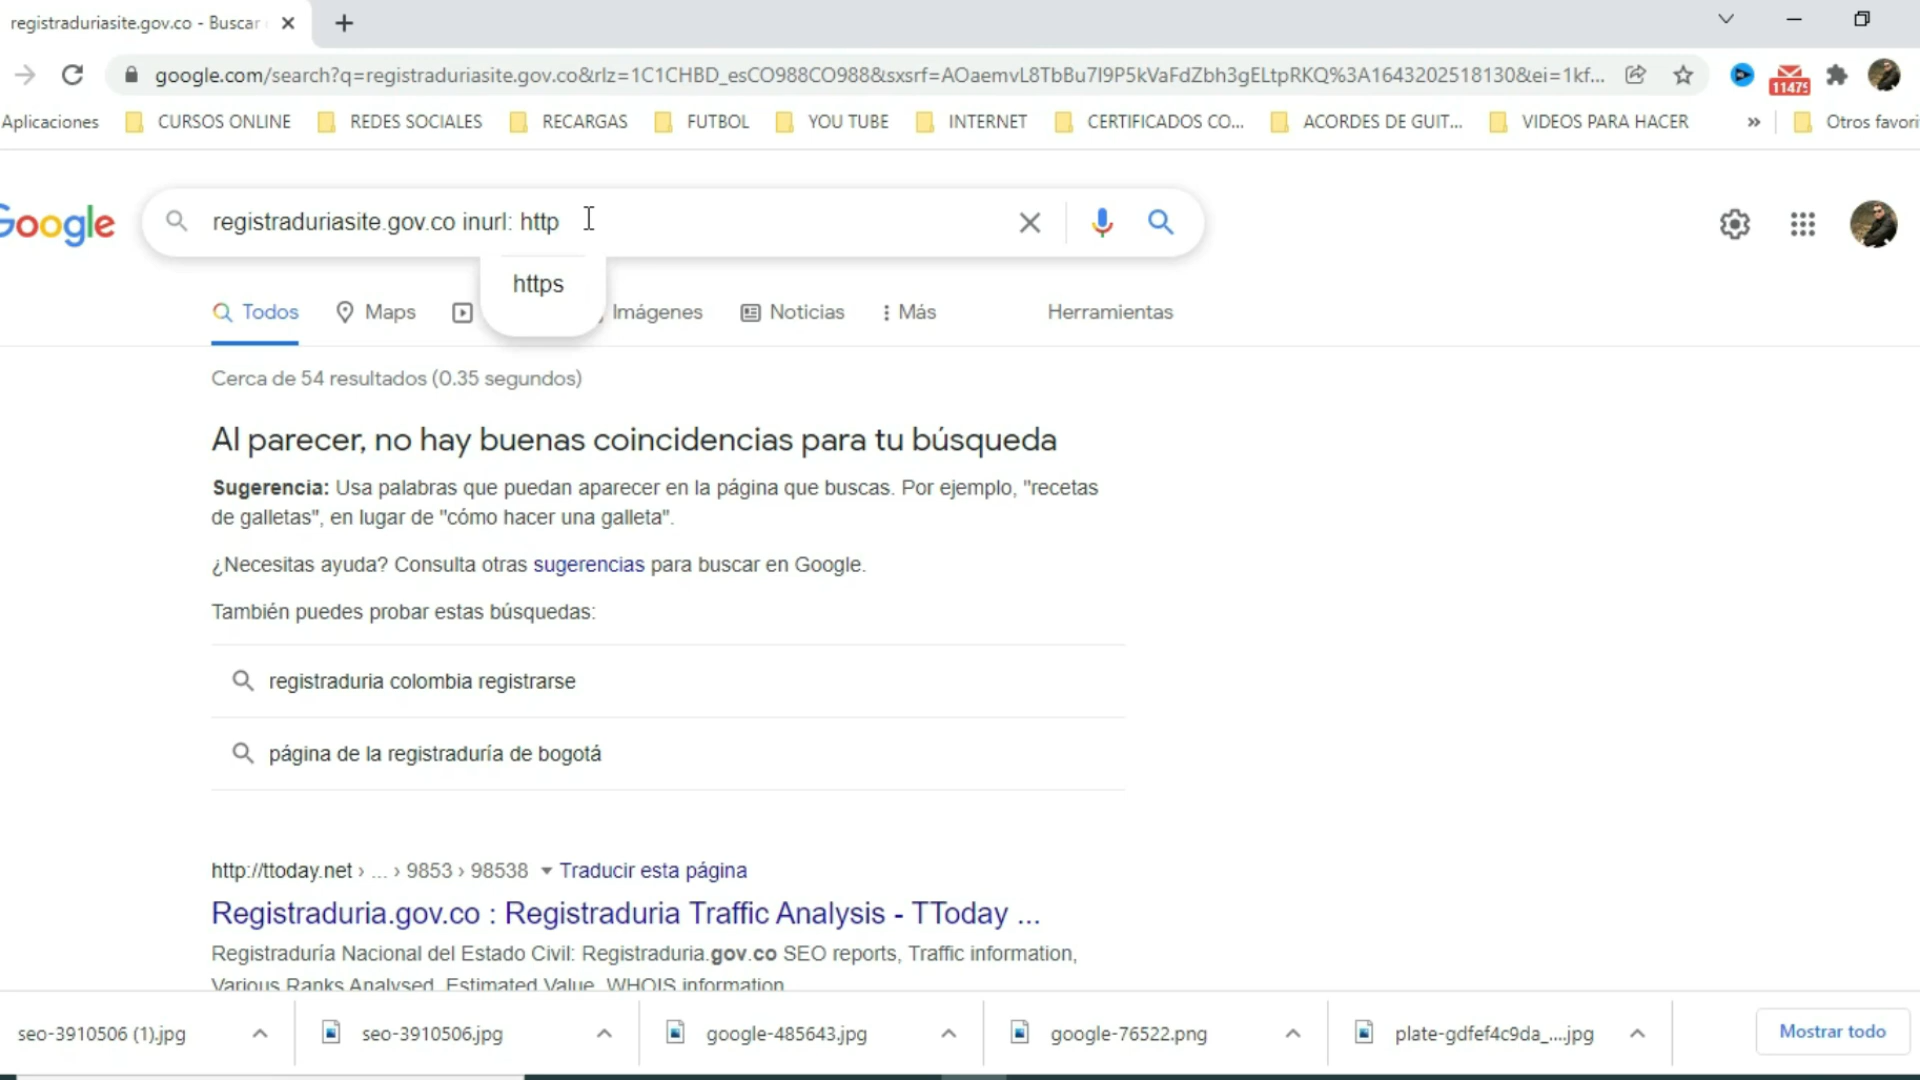 registraduriasite.gov.co - Buscar
google.com/search?q=registraduriasite.gov.co&rlz=1C1CHBD_esCO988CO988&sxsrf=AOaemvL8TbBu7I9P5kVaFdZbh3gELtpRKQ%3A1643202518130&ei=1kf...
Aplicaciones CURSOS ONLINE REDES SOCIALES RECARGAS FUTBOL YOU TUBE INTERNET CERTIFICADOS CO... ACORDES DE GUIT... VIDEOS PARA HACER » Otros favori
Google
registraduriasite.gov.co inurl: http
https
Todos Maps Imágenes Noticias Más Herramientas
Cerca de 54 resultados (0.35 segundos)
Al parecer, no hay buenas coincidencias para tu búsqueda
Sugerencia: Usa palabras que puedan aparecer en la página que buscas. Por ejemplo, "recetas
de galletas", en lugar de "cómo hacer una galleta".
¿Necesitas ayuda? Consulta otras sugerencias para buscar en Google.
También puedes probar estas búsquedas:
registraduria colombia registrarse
página de la registraduría de bogotá
http://ttoday.net › ... › 9853 › 98538 Traducir esta página
Registraduria.gov.co : Registraduria Traffic Analysis - TToday ...
Registraduría Nacional del Estado Civil: Registraduria.gov.co SEO reports, Traffic information,
Various Ranks Analysed, Estimated Value, WHOIS information
seo-3910506 (1).jpg seo-3910506.jpg google-485643.jpg google-76522.png plate-gdfef4c9da_....jpg Mostrar todo